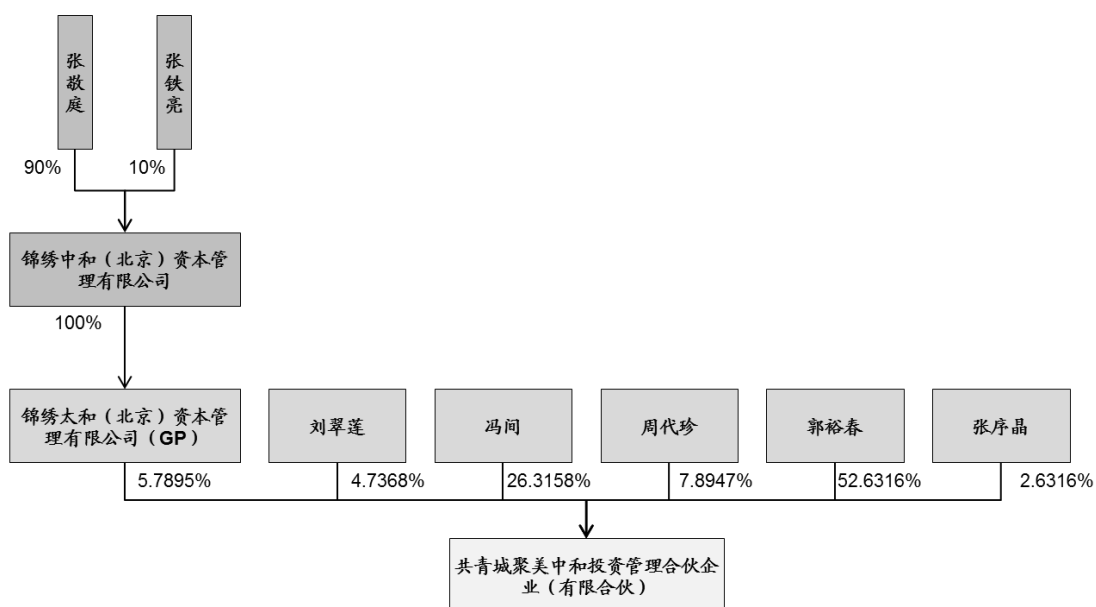 张敬庭
张铁亮
90%
10%
锦绣中和（北京）资本管
理有限公司
100%
锦绣太和（北京）资本管
理有限公司（GP）
刘翠莲
冯间
周代珍
郭裕春
张序晶
5.7895%
4.7368%
26.3158%
7.8947%
52.6316%
2.6316%
共青城聚美中和投资管理合伙企
业（有限合伙）